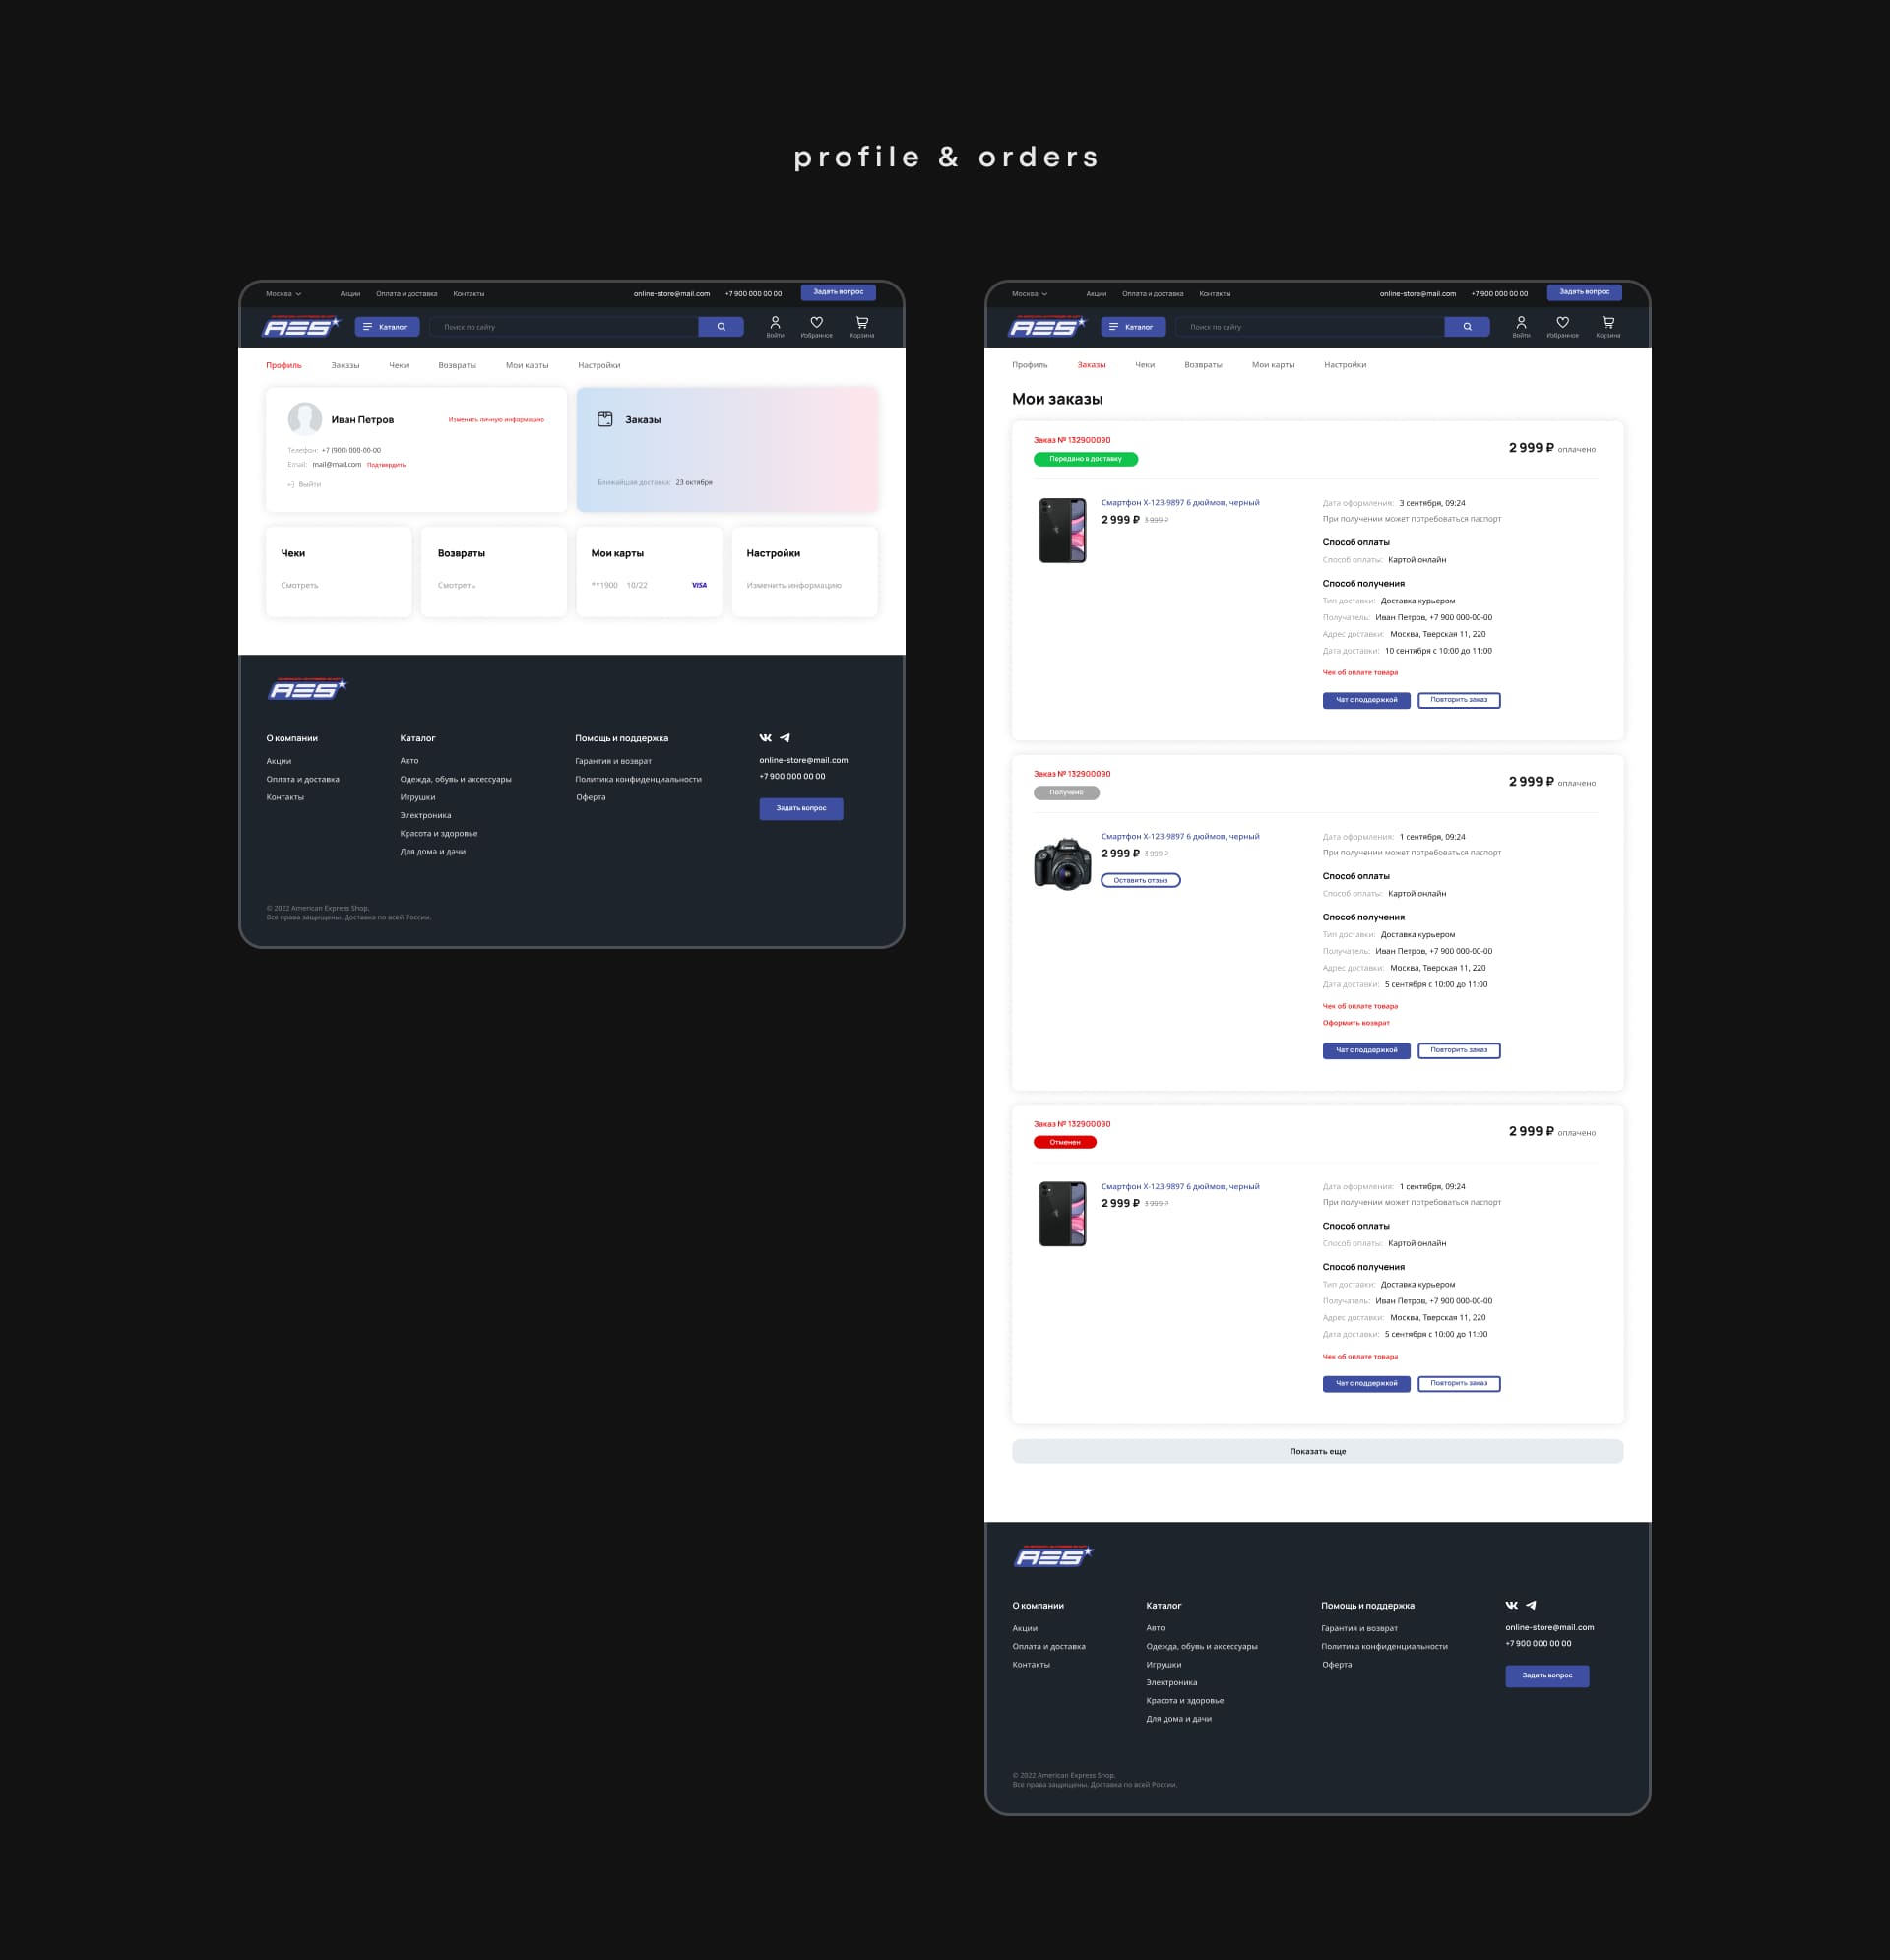 profile & orders
Москва Акции Оплата и доставка Контакты online-store@mail.com +7 900 000 00 00 Задать вопрос
AES Каталог Поиск по сайту Войти Избранное Корзина
Профиль Заказы Чеки Возвраты Мои карты Настройки
Иван Петров Изменить личную информацию
Телефон: +7 (900) 000-00-00
Email: mail@mail.com Подтвердить
Выйти
Заказы
Ближайшая доставка: 23 октября
Чеки
Смотреть
Возвраты
Смотреть
Мои карты
**1900 10/22 VISA
Настройки
Изменить информацию
AES
О компании
Акции
Оплата и доставка
Контакты
Каталог
Авто
Одежда, обувь и аксессуары
Игрушки
Электроника
Красота и здоровье
Для дома и дачи
Помощь и поддержка
Гарантия и возврат
Политика конфиденциальности
Оферта
online-store@mail.com
+7 900 000 00 00
Задать вопрос
© 2022 American Express Shop.
Все права защищены. Доставка по всей России.
Москва Акции Оплата и доставка Контакты online-store@mail.com +7 900 000 00 00 Задать вопрос
AES Каталог Поиск по сайту Войти Избранное Корзина
Профиль Заказы Чеки Возвраты Мои карты Настройки
Мои заказы
Заказ № 132900090
Передано в доставку
2 999 ₽ оплачено
Смартфон X-123-9897 6 дюймов, черный
2 999 ₽ 3 999 ₽
Дата оформления: 3 сентября, 09:24
При получении может потребоваться паспорт
Способ оплаты
Способ оплаты: Картой онлайн
Способ получения
Тип доставки: Доставка курьером
Получатель: Иван Петров, +7 900 000-00-00
Адрес доставки: Москва, Тверская 11, 220
Дата доставки: 10 сентября с 10:00 до 11:00
Чек об оплате товара
Чат с поддержкой Повторить заказ
Заказ № 132900090
Получено
2 999 ₽ оплачено
Смартфон X-123-9897 6 дюймов, черный
2 999 ₽ 3 999 ₽
Оставить отзыв
Дата оформления: 1 сентября, 09:24
При получении может потребоваться паспорт
Способ оплаты
Способ оплаты: Картой онлайн
Способ получения
Тип доставки: Доставка курьером
Получатель: Иван Петров, +7 900 000-00-00
Адрес доставки: Москва, Тверская 11, 220
Дата доставки: 5 сентября с 10:00 до 11:00
Чек об оплате товара
Оформить возврат
Чат с поддержкой Повторить заказ
Заказ № 132900090
Отменен
2 999 ₽ оплачено
Смартфон X-123-9897 6 дюймов, черный
2 999 ₽ 3 999 ₽
Дата оформления: 1 сентября, 09:24
При получении может потребоваться паспорт
Способ оплаты
Способ оплаты: Картой онлайн
Способ получения
Тип доставки: Доставка курьером
Получатель: Иван Петров, +7 900 000-00-00
Адрес доставки: Москва, Тверская 11, 220
Дата доставки: 5 сентября с 10:00 до 11:00
Чек об оплате товара
Чат с поддержкой Повторить заказ
Показать еще
AES
О компании
Акции
Оплата и доставка
Контакты
Каталог
Авто
Одежда, обувь и аксессуары
Игрушки
Электроника
Красота и здоровье
Для дома и дачи
Помощь и поддержка
Гарантия и возврат
Политика конфиденциальности
Оферта
online-store@mail.com
+7 900 000 00 00
Задать вопрос
© 2022 American Express Shop.
Все права защищены. Доставка по всей России.